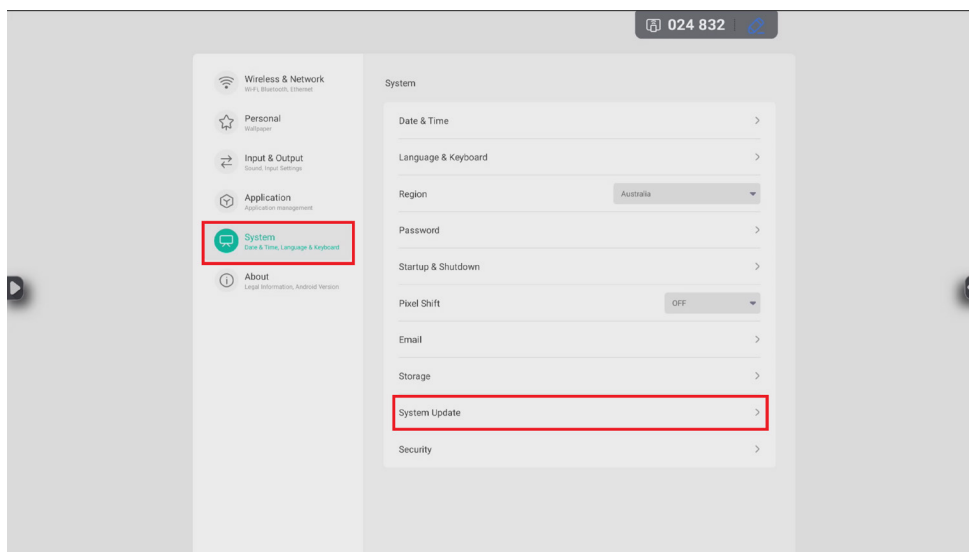 024 832
Wireless & Network
Wi-Fi, Bluetooth, Ethernet
Personal
Wallpaper
Input & Output
Sound, Input Settings
Application
Application management
System
Date & Time, Language & Keyboard
About
Legal Information, Android Version
System
Date & Time
Language & Keyboard
Region
Australia
Password
Startup & Shutdown
Pixel Shift
OFF
Email
Storage
System Update
Security